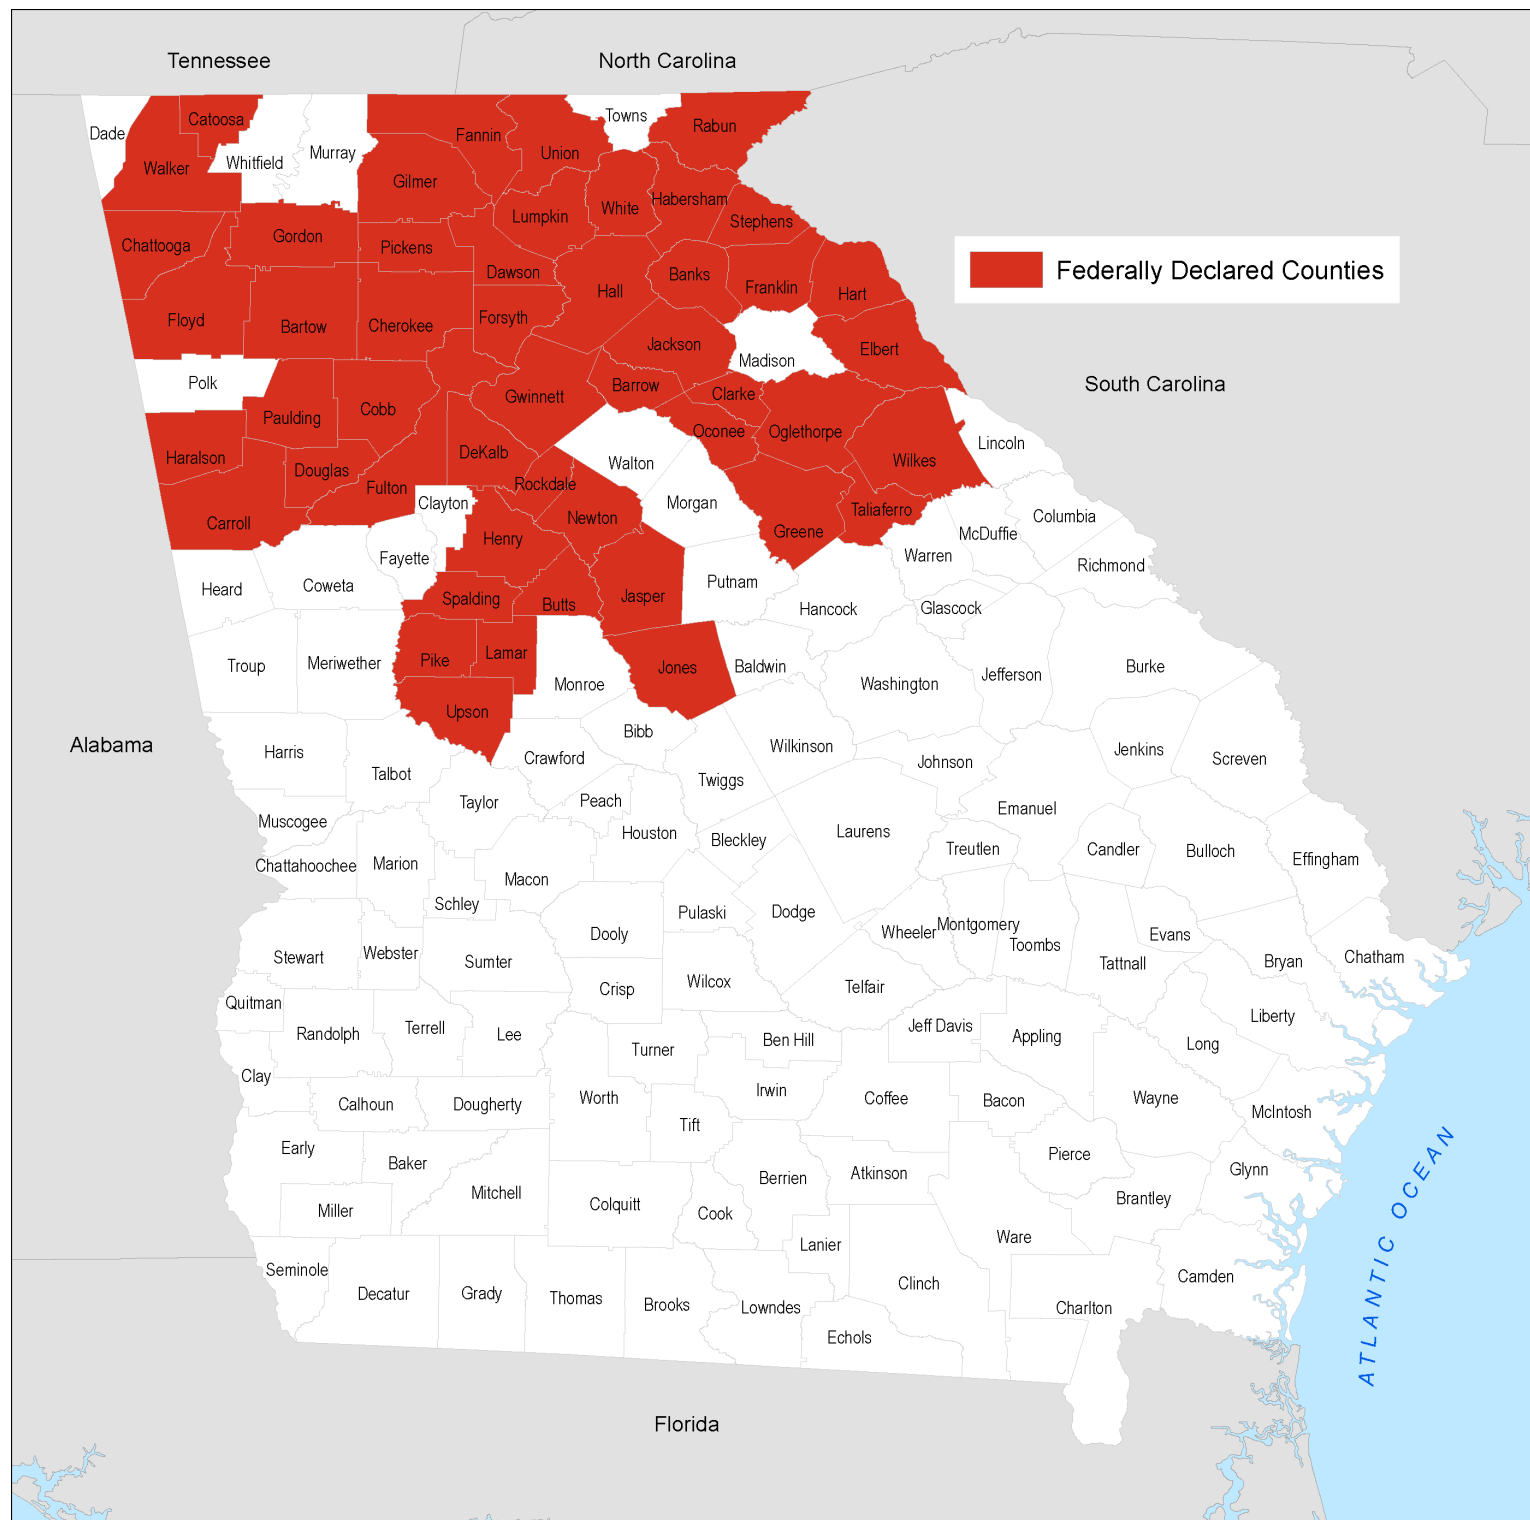 Tennessee
North Carolina
Dade
Catoosa
Walker
Whitfield
Murray
Fannin
Union
Towns
Rabun
Gilmer
Lumpkin
White
Habersham
Stephens
Chattooga
Gordon
Pickens
Dawson
Hall
Banks
Franklin
Hart
Federally Declared Counties
Floyd
Bartow
Cherokee
Forsyth
Jackson
Madison
Elbert
South Carolina
Polk
Paulding
Cobb
Gwinnett
Barrow
Clarke
Oconee
Oglethorpe
Wilkes
Lincoln
Haralson
Douglas
DeKalb
Rockdale
Walton
Morgan
Carroll
Fulton
Clayton
Henry
Newton
Greene
Taliaferro
Warren
McDuffie
Columbia
Richmond
Heard
Coweta
Fayette
Spalding
Butts
Jasper
Putnam
Hancock
Glascock
Troup
Meriwether
Pike
Lamar
Monroe
Jones
Baldwin
Washington
Jefferson
Burke
Upson
Alabama
Harris
Talbot
Crawford
Bibb
Wilkinson
Johnson
Jenkins
Screven
Taylor
Peach
Twiggs
Emanuel
Muscogee
Houston
Bleckley
Laurens
Treutlen
Candler
Bulloch
Effingham
Chattahoochee
Marion
Schley
Macon
Pulaski
Dodge
Wheeler
Montgomery
Toombs
Evans
Tattnall
Bryan
Chatham
Stewart
Webster
Sumter
Dooly
Crisp
Wilcox
Telfair
Quitman
Randolph
Terrell
Lee
Turner
Ben Hill
Jeff Davis
Appling
Long
Liberty
Clay
Calhoun
Dougherty
Worth
Tift
Irwin
Coffee
Bacon
Wayne
McIntosh
Early
Baker
Mitchell
Miller
Colquitt
Cook
Berrien
Atkinson
Pierce
Brantley
Glynn
ATLANTIC OCEAN
Lanier
Ware
Seminole
Decatur
Grady
Thomas
Brooks
Lowndes
Echols
Clinch
Charlton
Camden
Florida